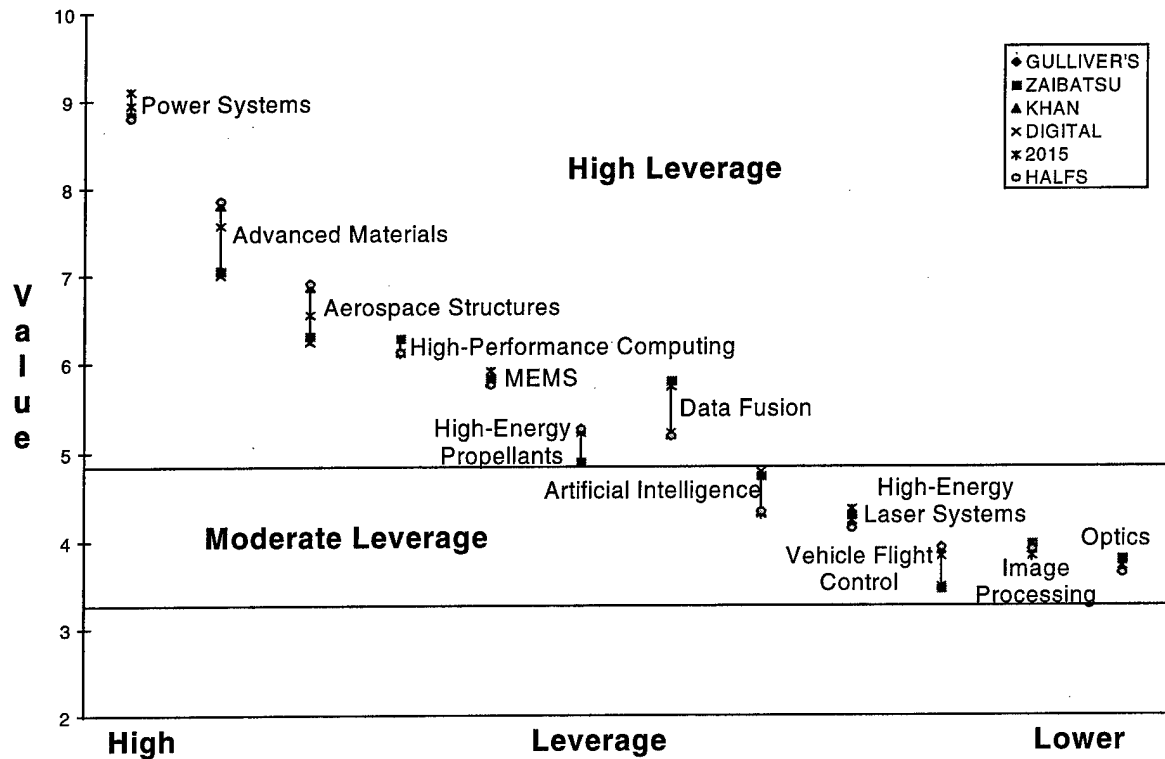 10
9
8
7
6
5
4
3
2
Value
GULLIVER'S
ZAIBATSU
KHAN
DIGITAL
2015
HALFS
Power Systems
High Leverage
Advanced Materials
Aerospace Structures
High-Performance Computing
MEMS
Data Fusion
High-Energy
Propellants
Artificial Intelligence
High-Energy
Laser Systems
Moderate Leverage
Vehicle Flight
Control
Image
Processing
Optics
High
Leverage
Lower